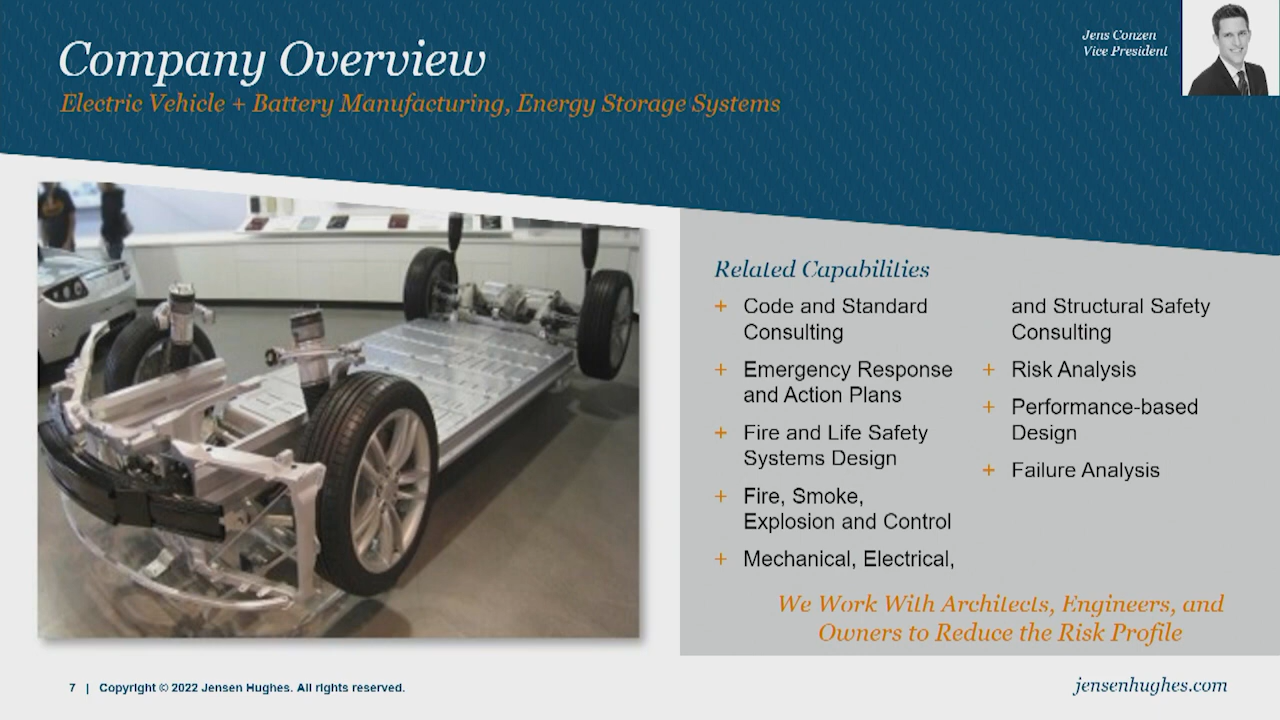 Company Overview
Electric Vehicle + Battery Manufacturing, Energy Storage Systems
Jens Conzen
Vice President
Related Capabilities
+ Code and Standard
Consulting
+ Emergency Response
and Action Plans
+ Fire and Life Safety
Systems Design
+ Fire, Smoke,
Explosion and Control
+ Mechanical, Electrical,
and Structural Safety
Consulting
+ Risk Analysis
+ Performance-based
Design
+ Failure Analysis
We Work With Architects, Engineers, and
Owners to Reduce the Risk Profile
7 | Copyright © 2022 Jensen Hughes. All rights reserved.
jensenhughes.com